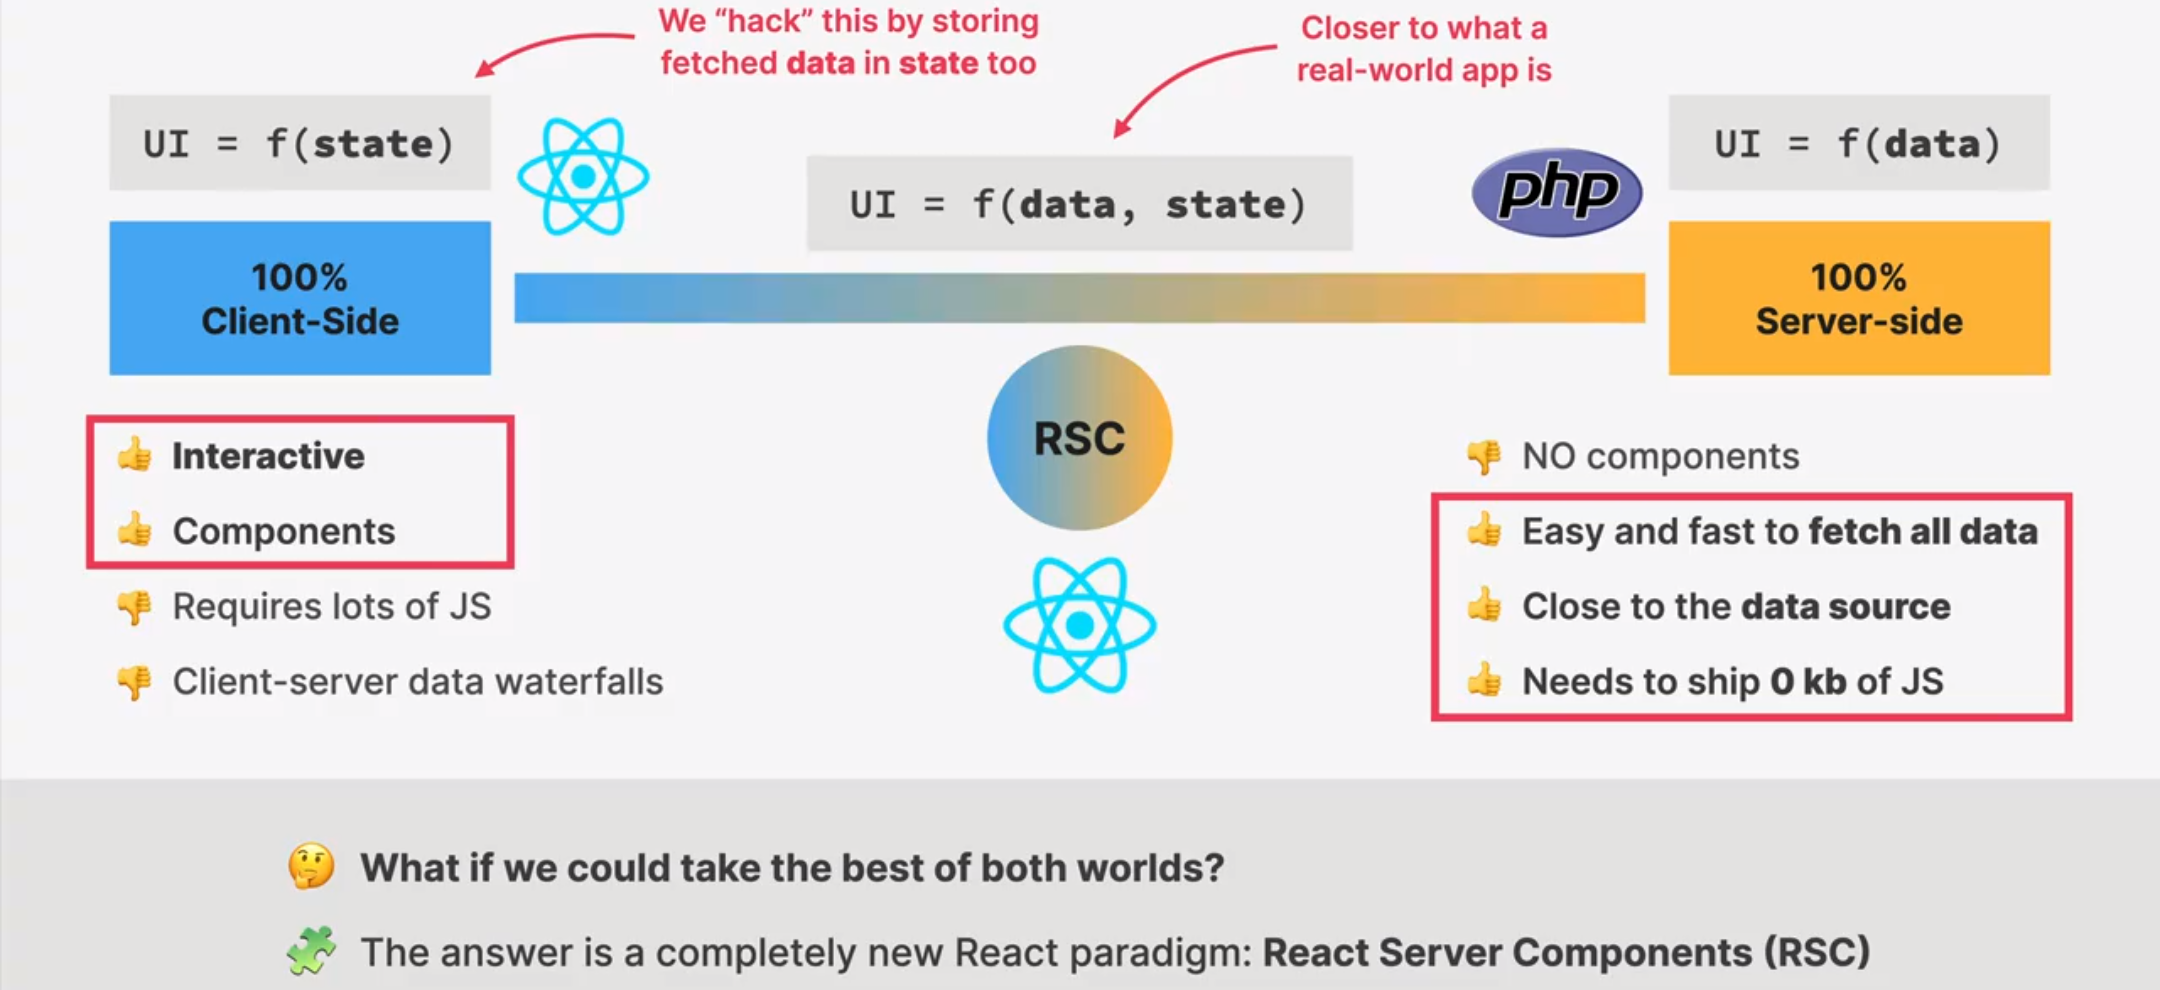 We “hack” this by storing
fetched data in state too
Closer to what a
real-world app is
UI = f(state)
UI = f(data, state)
php
UI = f(data)
100%
Client-Side
100%
Server-side
RSC
Interactive
Components
Requires lots of JS
Client-server data waterfalls
NO components
Easy and fast to fetch all data
Close to the data source
Needs to ship 0 kb of JS
What if we could take the best of both worlds?
The answer is a completely new React paradigm: React Server Components (RSC)